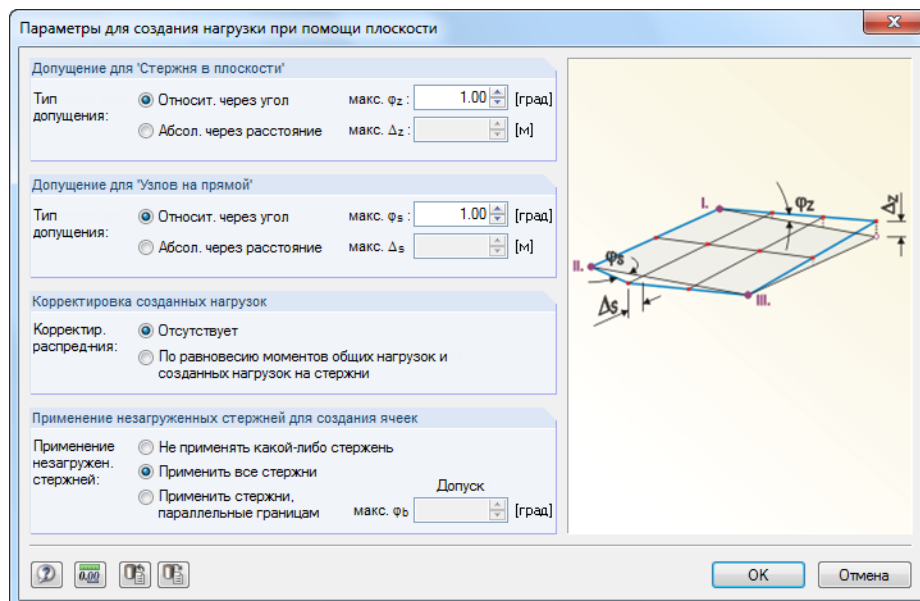 Параметры для создания нагрузки при помощи плоскости
Допущение для 'Стержня в плоскости'
Тип допущения:
Относит. через угол
макс. φz :
1.00
[град]
Абсол. через расстояние
макс. Δz :
[м]
Допущение для 'Узлов на прямой'
Тип допущения:
Относит. через угол
макс. φs :
1.00
[град]
Абсол. через расстояние
макс. Δs
[м]
Корректировка созданных нагрузок
Корректир.
распред-ния:
Отсутствует
По равновесию моментов общих нагрузок и
созданных нагрузок на стержни
Применение незагруженных стержней для создания ячеек
Применение
незагружен.
стержней:
Не применять какой-либо стержень
Применить все стержни
Применить стержни,
параллельные границам
Допуск
макс. φb
[град]
I.
φz
Δz
II.
φs
III.
Δs
0.00
OK
Отмена